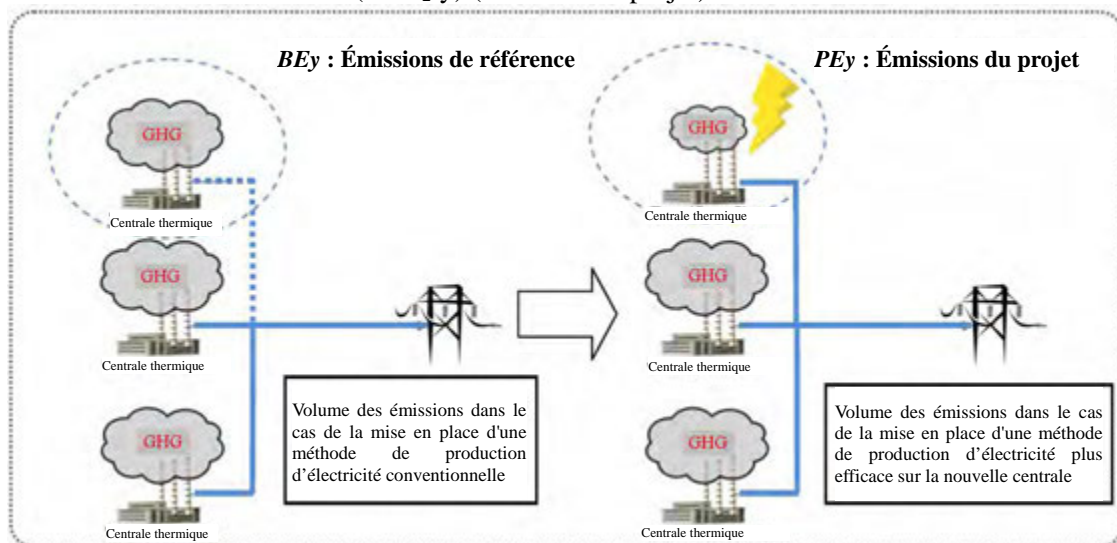 BEy : Émissions de référence
PEy : Émissions du projet
GHG
Centrale thermique
GHG
Centrale thermique
GHG
Centrale thermique
Volume des émissions dans le
cas de la mise en place d'une
méthode de production
d’électricité conventionnelle
GHG
Centrale thermique
GHG
Centrale thermique
GHG
Centrale thermique
Volume des émissions dans le cas
de la mise en place d'une méthode
de production d’électricité plus
efficace sur la nouvelle centrale